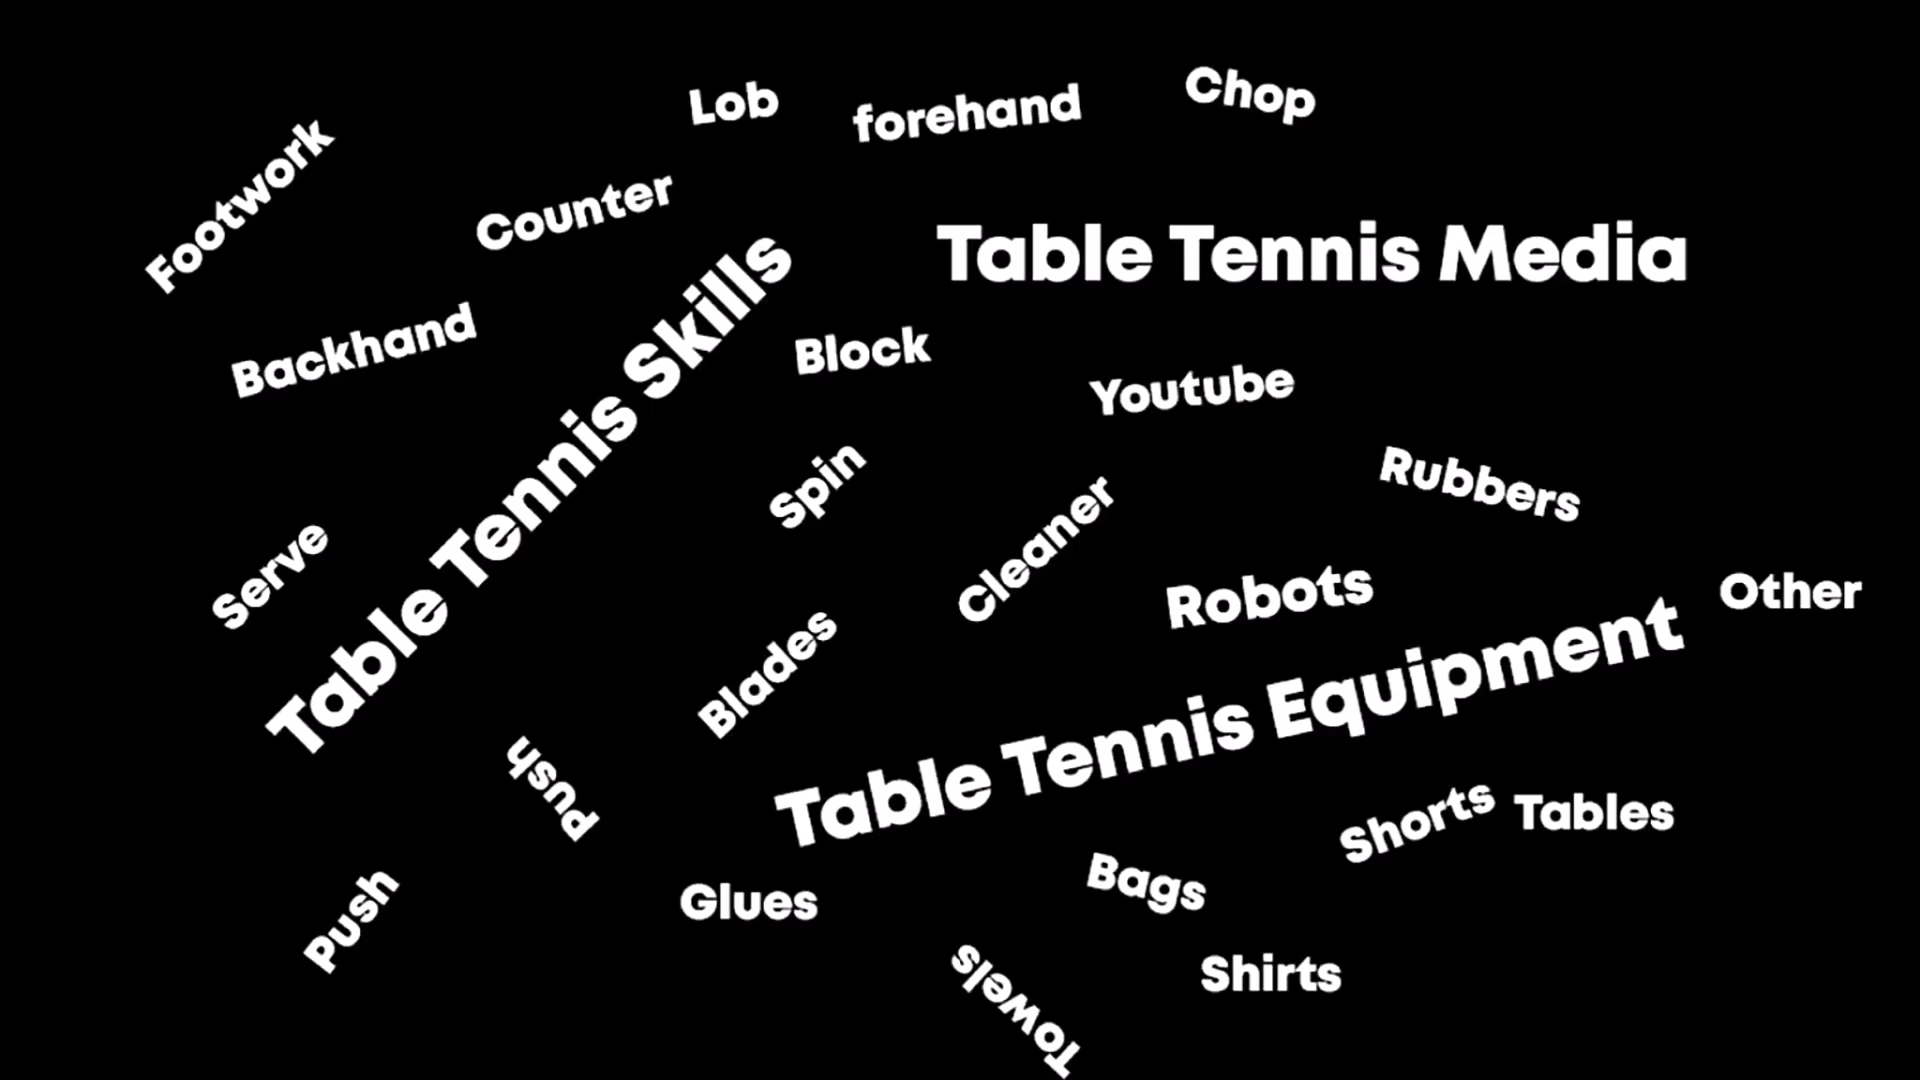 Lob
forehand
Chop
Footwork
Counter
Table Tennis Media
Backhand
Table Tennis Skills
Block
Youtube
Spin
Rubbers
Cleaner
Serve
Robots
Other
Blades
Table Tennis Equipment
Push
Shorts
Tables
Bags
Glues
Push
Shirts
Towels